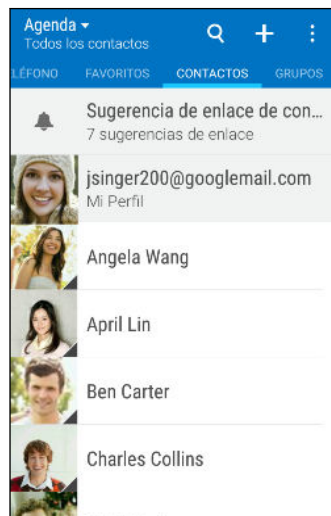 Agenda
Todos los contactos
LÉFONO FAVORITOS CONTACTOS GRUPOS
Sugerencia de enlace de con...
7 sugerencias de enlace
jsinger200@googlemail.com
Mi Perfil
Angela Wang
April Lin
Ben Carter
Charles Collins